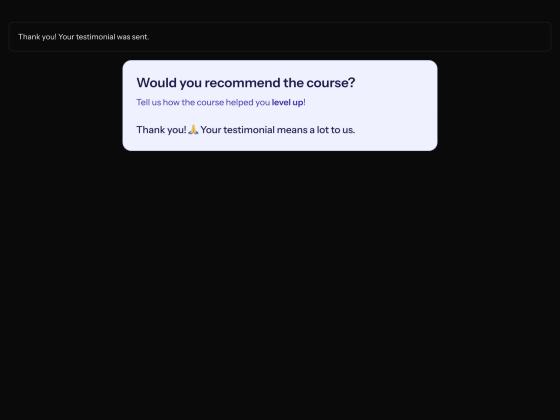 Thank you! Your testimonial was sent.
Would you recommend the course?
Tell us how the course helped you level up!
Thank you! 🙏 Your testimonial means a lot to us.